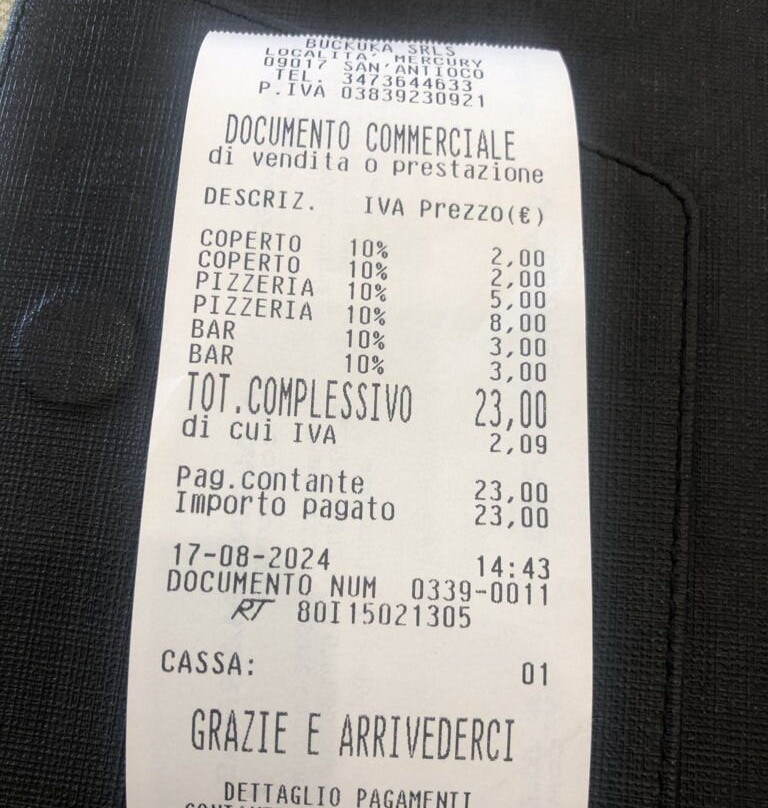 BUCKUKA SRLS
LOCALITA' MERCURY
09017 SAN'ANTIOCO
TEL. 3473644633
P.IVA 03839230921
DOCUMENTO COMMERCIALE
di vendita o prestazione
DESCRIZ. IVA Prezzo(€)
COPERTO 10% 2,00
COPERTO 10% 2,00
PIZZERIA 10% 5,00
PIZZERIA 10% 8,00
BAR 10% 3,00
BAR 10% 3,00
TOT.COMPLESSIVO 23,00
di cui IVA 2,09
Pag.contante 23,00
Importo pagato 23,00
17-08-2024 14:43
DOCUMENTO NUM 0339-0011
RT 80I15021305
CASSA: 01
GRAZIE E ARRIVEDERCI
DETTAGLIO PAGAMENTI